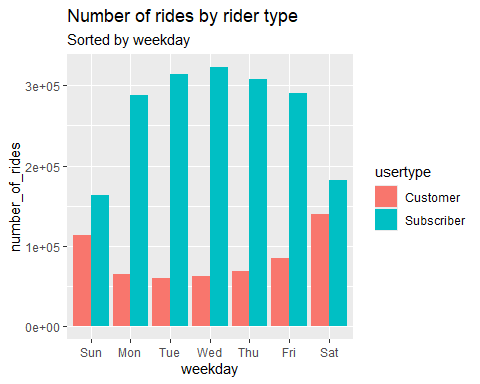 Number of rides by rider type
Sorted by weekday
number_of_rides
3e+05
2e+05
1e+05
0e+00
Sun Mon Tue Wed Thu Fri Sat
weekday
usertype
Customer
Subscriber